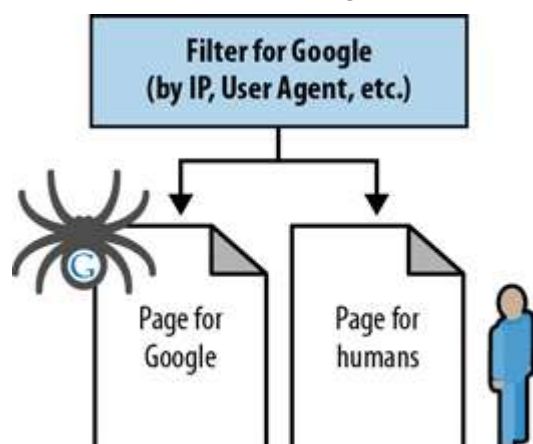 Filter for Google
(by IP, User Agent, etc.)
G
Page for
Google
Page for
humans